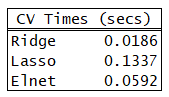 CV Times (secs)
Ridge 0.0186
Lasso 0.1337
Elnet 0.0592